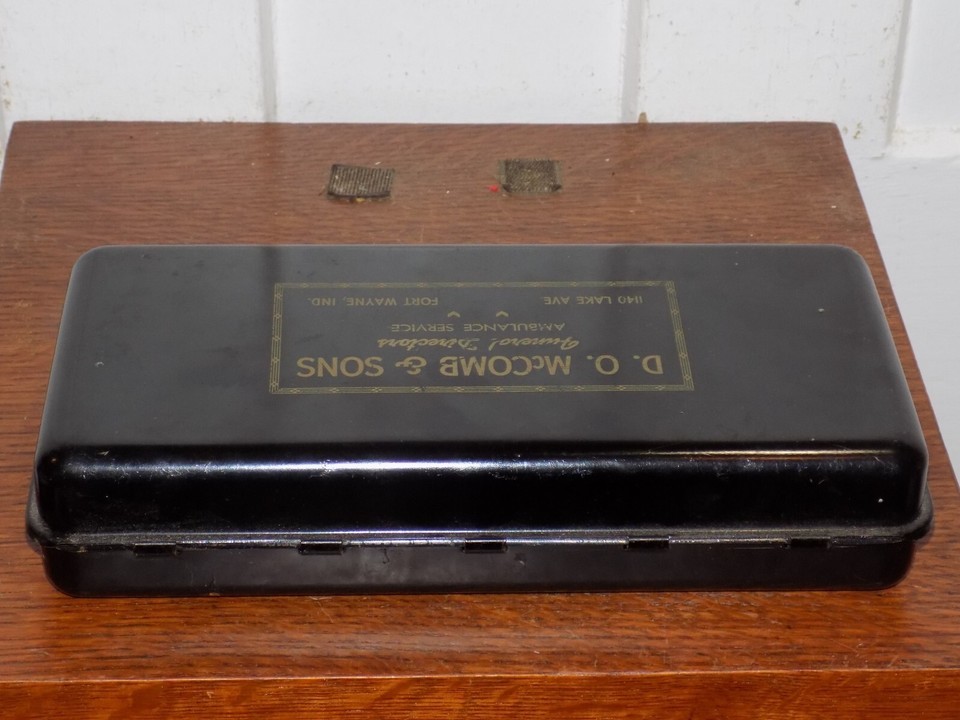 D. O. McCOMB & SONS
Funeral Directors
AMBULANCE SERVICE
1140 LAKE AVE FORT WAYNE, IND.